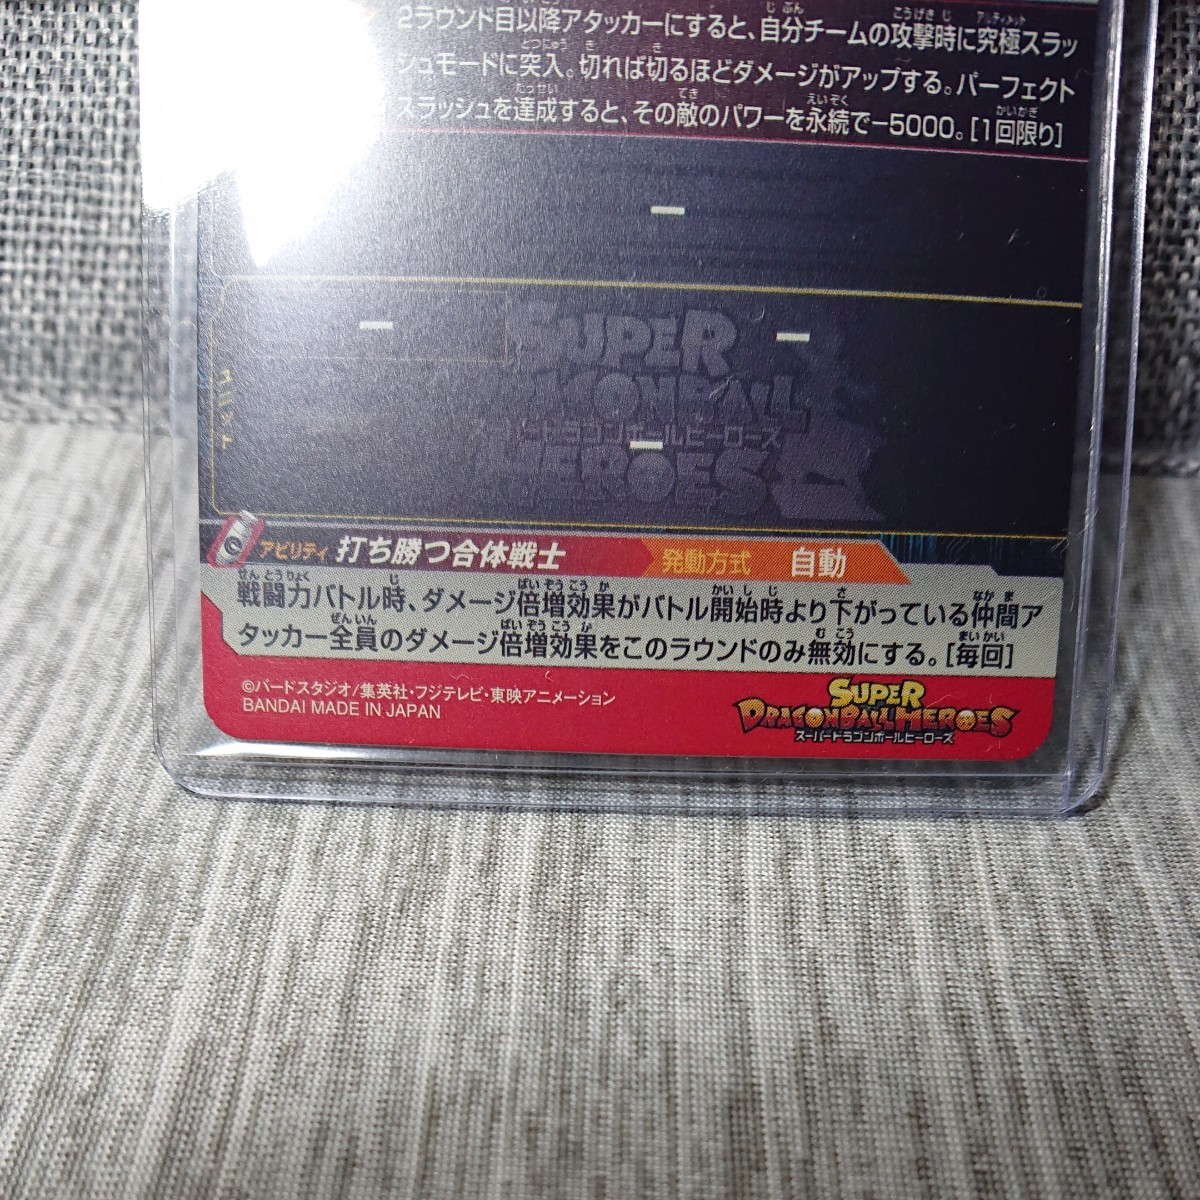 2ラウンド目以降アタッカーにすると、自分チームの攻撃時に究極スラッ
シュモードに突入。切れば切るほどダメージがアップする。パーフェクト
スラッシュを達成すると、その敵のパワーを永続で−5000。[1回限り]
ー
ユニット
ー
ー
ー
SUPER
DRAGONBALL
スーパードラゴンボールヒーローズ
HEROES
アビリティ 打ち勝つ合体戦士 発動方式 自動
戦闘力バトル時、ダメージ倍増効果がバトル開始時より下がっている仲間ア
タッカー全員のダメージ倍増効果をこのラウンドのみ無効にする。[毎回]
©バードスタジオ/集英社・フジテレビ・東映アニメーション
BANDAI MADE IN JAPAN
SUPER
DRAGONBALL HEROES
スーパードラゴンボールヒーローズ